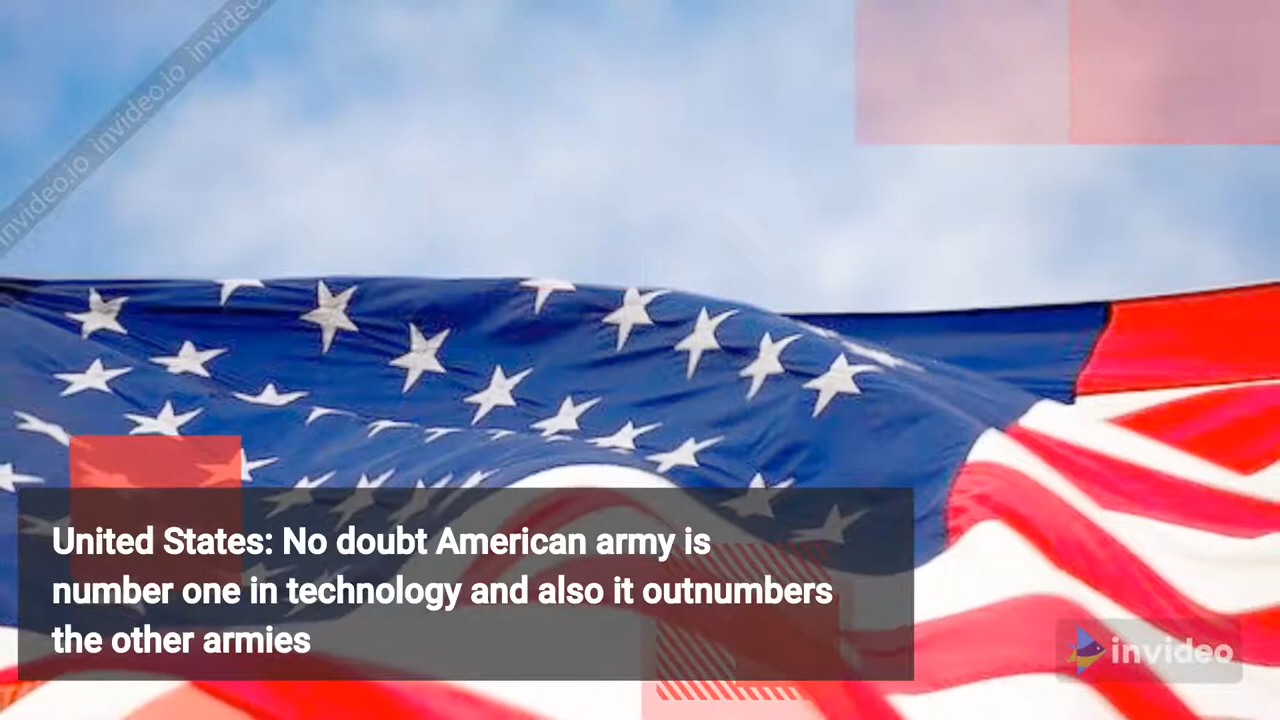 invideo.io invideo.io invideo
United States: No doubt American army is
number one in technology and also it outnumbers
the other armies
invideo